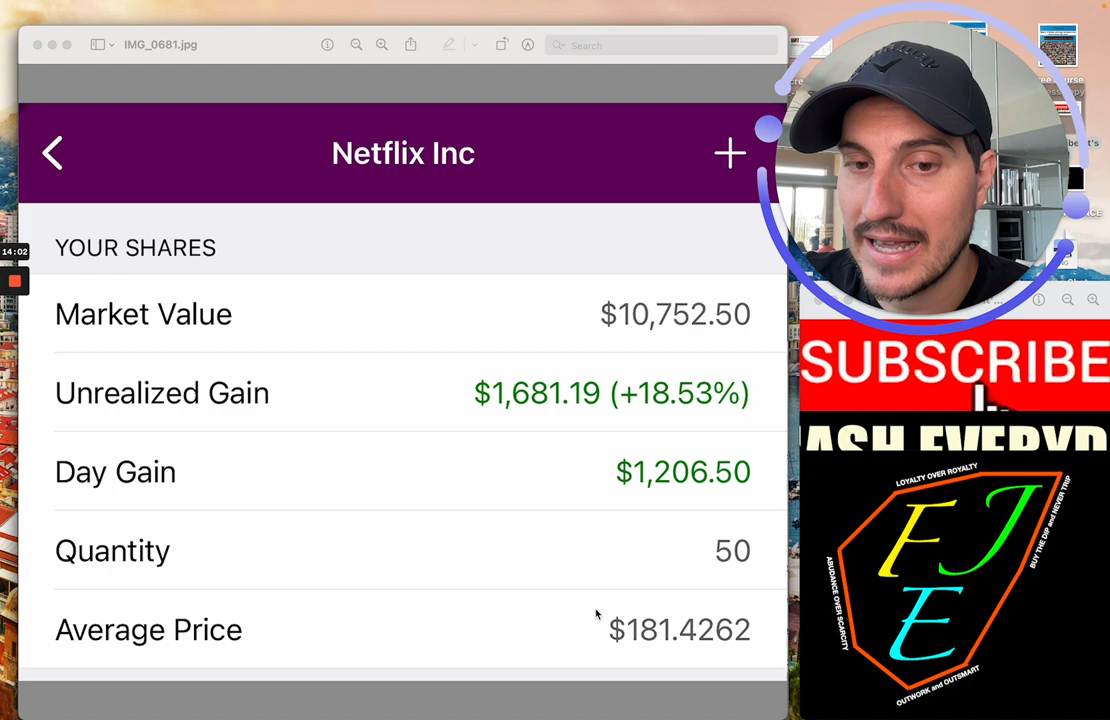 IMG_0681.jpg
Search
Netflix Inc
YOUR SHARES
14:02
Market Value
$10,752.50
Unrealized Gain
$1,681.19 (+18.53%)
Day Gain
$1,206.50
Quantity
50
Average Price
$181.4262
SUBSCRIBE
LOYALTY OVER ROYALTY
BUY THE DIP and NEVER TRIP
ABUDANCE OVER SCARCITY
OUTWORK and OUTSMART
FJE